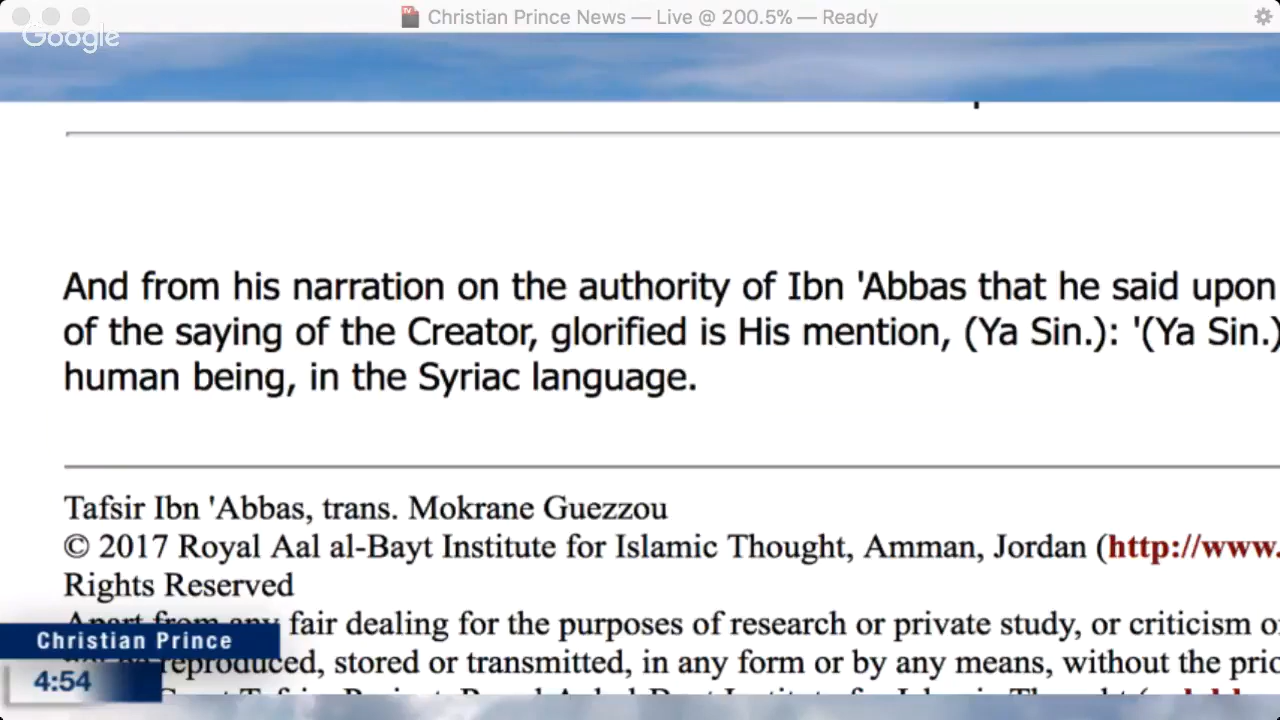 Christian Prince News — Live @ 200.5% — Ready
Google
And from his narration on the authority of Ibn 'Abbas that he said upon
of the saying of the Creator, glorified is His mention, (Ya Sin.): '(Ya Sin.)
human being, in the Syriac language.
Tafsir Ibn 'Abbas, trans. Mokrane Guezzou
© 2017 Royal Aal al-Bayt Institute for Islamic Thought, Amman, Jordan (http://www.
Rights Reserved
Apart from any fair dealing for the purposes of research or private study, or criticism
reproduced, stored or transmitted, in any form or by any means, without the
Christian Prince
4:54